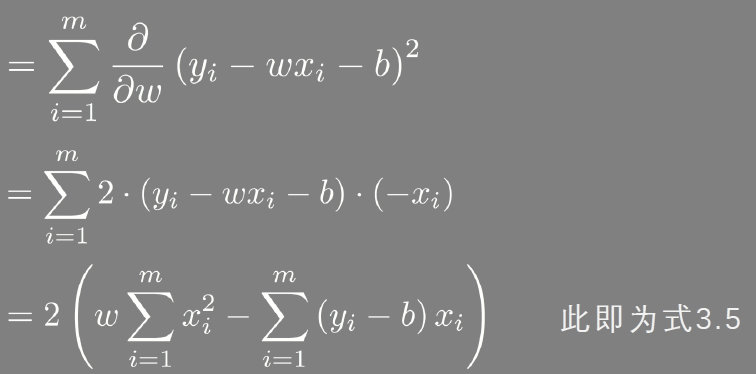 = \sum_{i=1}^{m} \frac{\partial}{\partial w} (y_i - wx_i - b)^2
= \sum_{i=1}^{m} 2 \cdot (y_i - wx_i - b) \cdot (-x_i)
= 2 \left( w \sum_{i=1}^{m} x_i^2 - \sum_{i=1}^{m} (y_i - b) x_i \right) 此即为式3.5